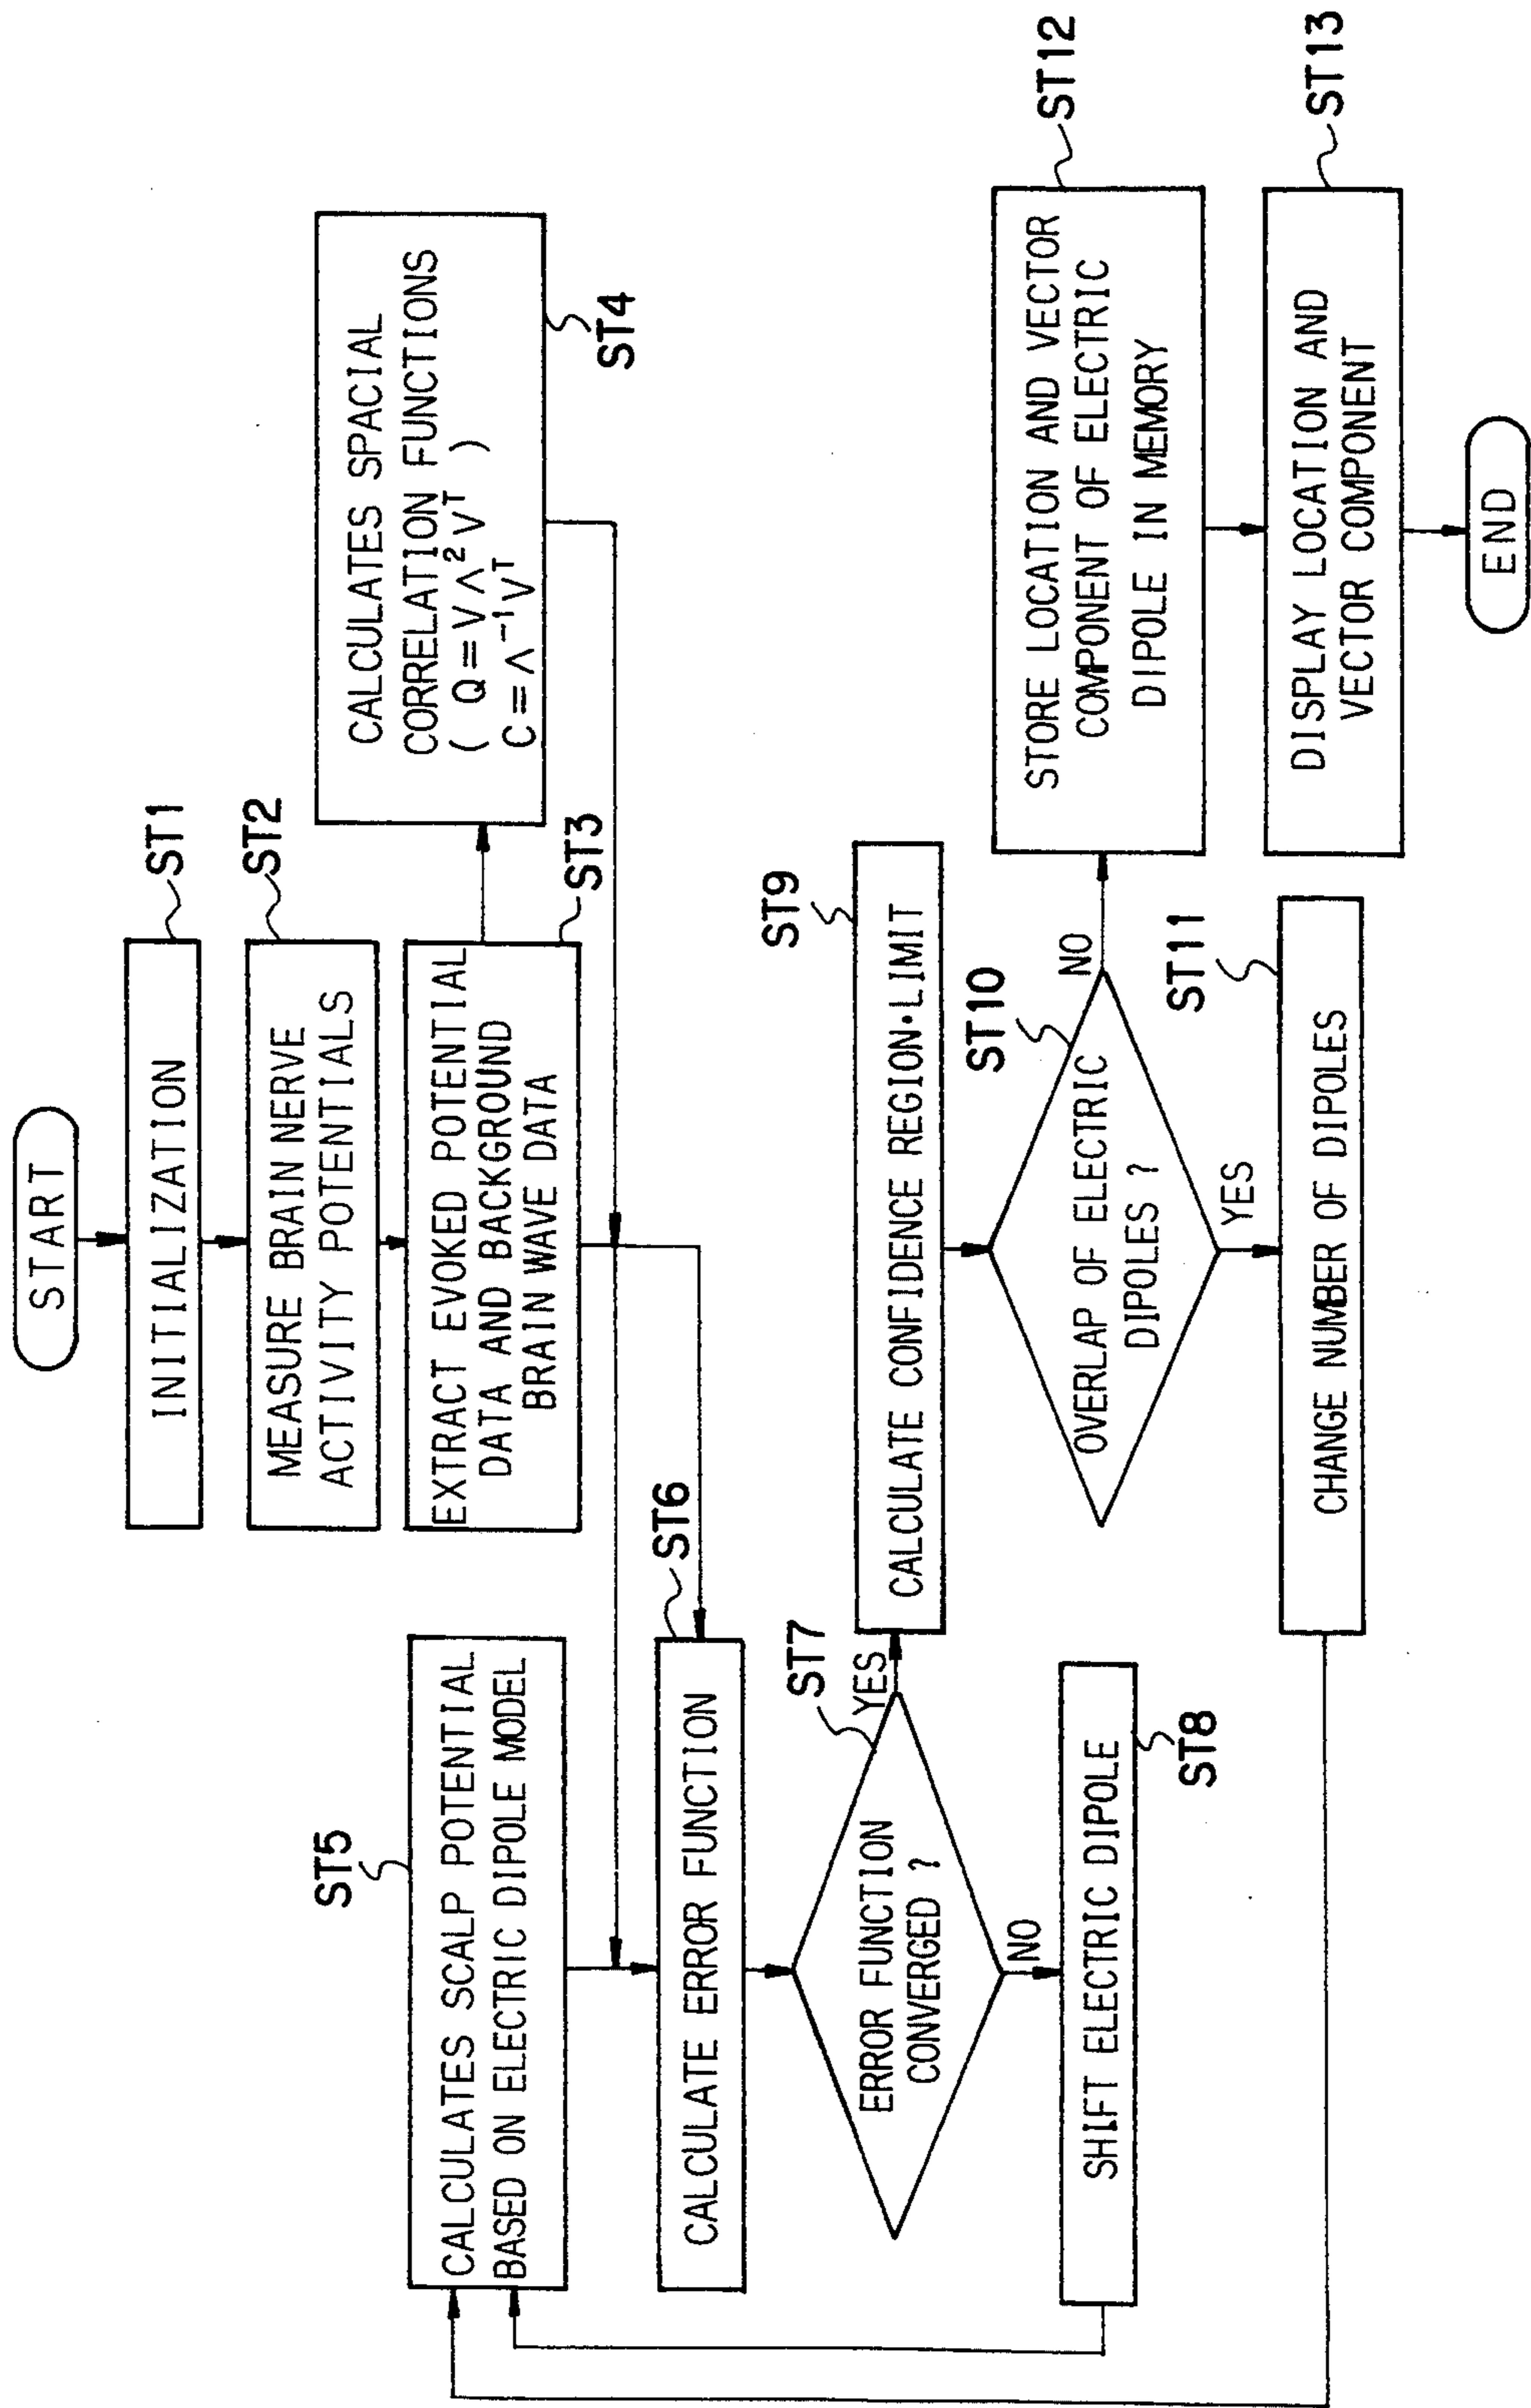 START
INITIALIZATION
ST1
MEASURE BRAIN NERVE
ACTIVITY POTENTIALS
ST2
EXTRACT EVOKED POTENTIAL
DATA AND BACKGROUND
BRAIN WAVE DATA
ST3
CALCULATES SPACIAL
CORRELATION FUNCTIONS
( Q = V Λ² Vᵀ )
C = Λ⁻¹ Vᵀ
ST4
ST5
CALCULATES SCALP POTENTIAL
BASED ON ELECTRIC DIPOLE MODEL
ST6
CALCULATE ERROR FUNCTION
ST7
ERROR FUNCTION
CONVERGED ?
YES
NO
SHIFT ELECTRIC DIPOLE
ST8
ST9
CALCULATE CONFIDENCE REGION·LIMIT
ST10
OVERLAP OF ELECTRIC
DIPOLES ?
NO
YES
ST11
CHANGE NUMBER OF DIPOLES
ST12
STORE LOCATION AND VECTOR
COMPONENT OF ELECTRIC
DIPOLE IN MEMORY
ST13
DISPLAY LOCATION AND
VECTOR COMPONENT
END